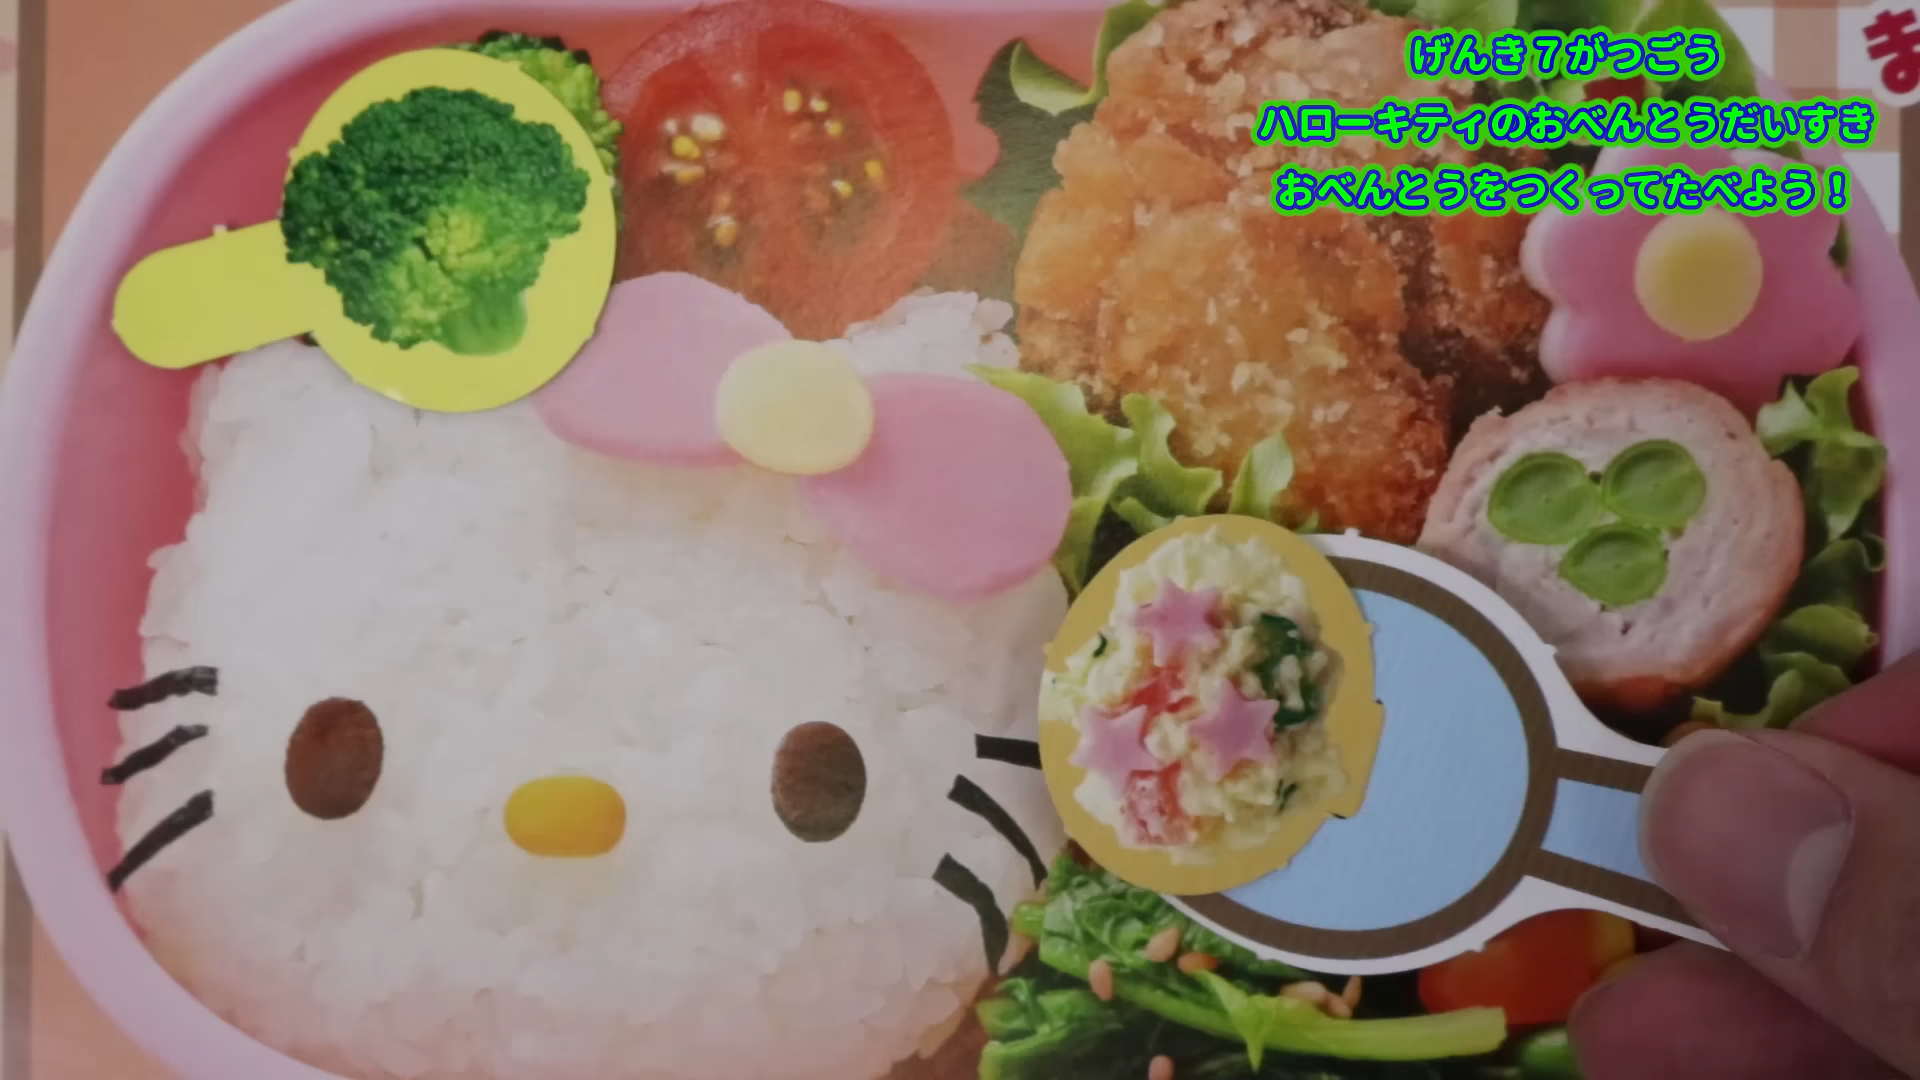 げんき７がつごう
ハローキティのおべんとうだいすき
おべんとうをつくってたべよう！
ま